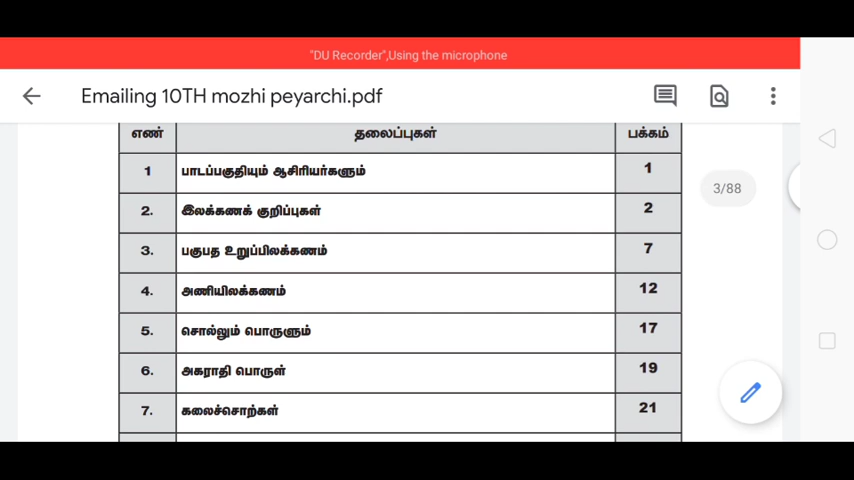 "DU Recorder",Using the microphone
Emailing 10TH mozhi peyarchi.pdf
எண் தலைப்புகள் பக்கம்
1 பாடப்பகுதியும் ஆசிரியர்களும் 1
3/88
2. இலக்கணக் குறிப்புகள் 2
3. பகுபத உறுப்பிலக்கணம் 7
4. அணியிலக்கணம் 12
5. சொல்லும் பொருளும் 17
6. அகராதி பொருள் 19
7. கலைச்சொற்கள் 21